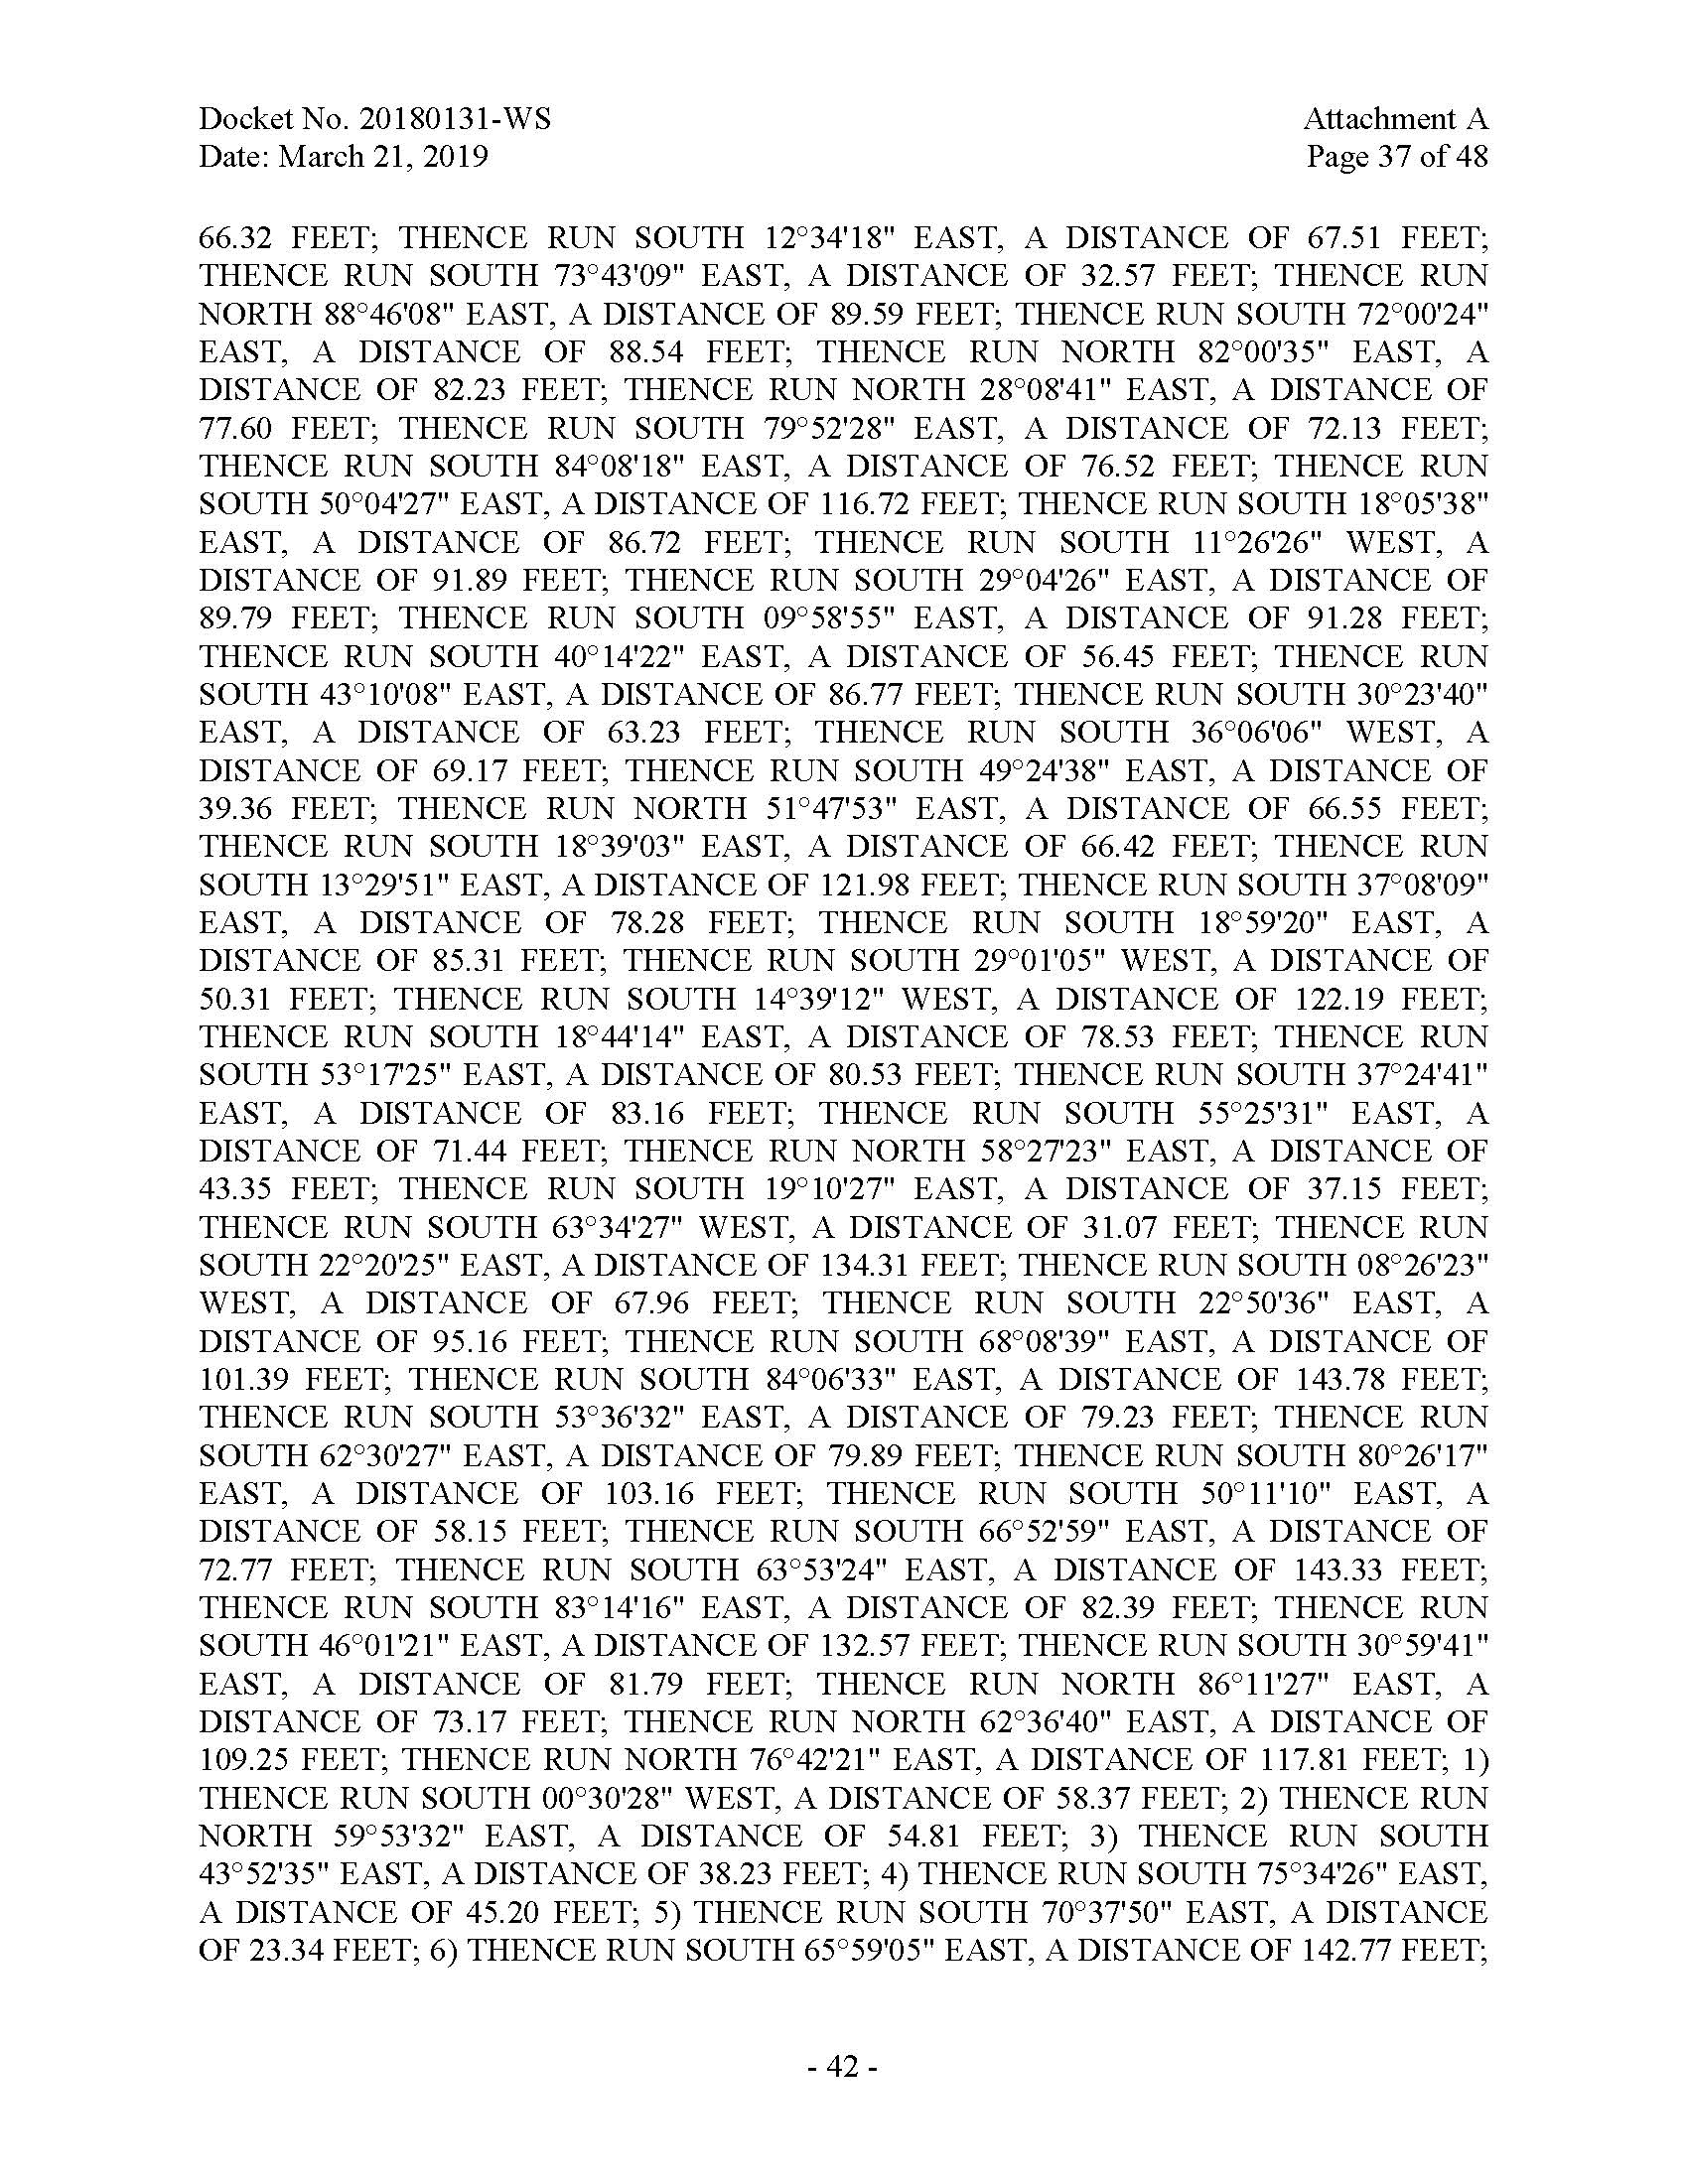 Docket No. 20180131-WS Attachment A
Date: March 21, 2019 Page 37 of 48
66.32 FEET; THENCE RUN SOUTH 12°34'18" EAST, A DISTANCE OF 67.51 FEET;
THENCE RUN SOUTH 73°43'09" EAST, A DISTANCE OF 32.57 FEET; THENCE RUN
NORTH 88°46'08" EAST, A DISTANCE OF 89.59 FEET; THENCE RUN SOUTH 72°00'24"
EAST, A DISTANCE OF 88.54 FEET; THENCE RUN NORTH 82°00'35" EAST, A
DISTANCE OF 82.23 FEET; THENCE RUN NORTH 28°08'41" EAST, A DISTANCE OF
77.60 FEET; THENCE RUN SOUTH 79°52'28" EAST, A DISTANCE OF 72.13 FEET;
THENCE RUN SOUTH 84°08'18" EAST, A DISTANCE OF 76.52 FEET; THENCE RUN
SOUTH 50°04'27" EAST, A DISTANCE OF 116.72 FEET; THENCE RUN SOUTH 18°05'38"
EAST, A DISTANCE OF 86.72 FEET; THENCE RUN SOUTH 11°26'26" WEST, A
DISTANCE OF 91.89 FEET; THENCE RUN SOUTH 29°04'26" EAST, A DISTANCE OF
89.79 FEET; THENCE RUN SOUTH 09°58'55" EAST, A DISTANCE OF 91.28 FEET;
THENCE RUN SOUTH 40°14'22" EAST, A DISTANCE OF 56.45 FEET; THENCE RUN
SOUTH 43°10'08" EAST, A DISTANCE OF 86.77 FEET; THENCE RUN SOUTH 30°23'40"
EAST, A DISTANCE OF 63.23 FEET; THENCE RUN SOUTH 36°06'06" WEST, A
DISTANCE OF 69.17 FEET; THENCE RUN SOUTH 49°24'38" EAST, A DISTANCE OF
39.36 FEET; THENCE RUN NORTH 51°47'53" EAST, A DISTANCE OF 66.55 FEET;
THENCE RUN SOUTH 18°39'03" EAST, A DISTANCE OF 66.42 FEET; THENCE RUN
SOUTH 13°29'51" EAST, A DISTANCE OF 121.98 FEET; THENCE RUN SOUTH 37°08'09"
EAST, A DISTANCE OF 78.28 FEET; THENCE RUN SOUTH 18°59'20" EAST, A
DISTANCE OF 85.31 FEET; THENCE RUN SOUTH 29°01'05" WEST, A DISTANCE OF
50.31 FEET; THENCE RUN SOUTH 14°39'12" WEST, A DISTANCE OF 122.19 FEET;
THENCE RUN SOUTH 18°44'14" EAST, A DISTANCE OF 78.53 FEET; THENCE RUN
SOUTH 53°17'25" EAST, A DISTANCE OF 80.53 FEET; THENCE RUN SOUTH 37°24'41"
EAST, A DISTANCE OF 83.16 FEET; THENCE RUN SOUTH 55°25'31" EAST, A
DISTANCE OF 71.44 FEET; THENCE RUN NORTH 58°27'23" EAST, A DISTANCE OF
43.35 FEET; THENCE RUN SOUTH 19°10'27" EAST, A DISTANCE OF 37.15 FEET;
THENCE RUN SOUTH 63°34'27" WEST, A DISTANCE OF 31.07 FEET; THENCE RUN
SOUTH 22°20'25" EAST, A DISTANCE OF 134.31 FEET; THENCE RUN SOUTH 08°26'23"
WEST, A DISTANCE OF 67.96 FEET; THENCE RUN SOUTH 22°50'36" EAST, A
DISTANCE OF 95.16 FEET; THENCE RUN SOUTH 68°08'39" EAST, A DISTANCE OF
101.39 FEET; THENCE RUN SOUTH 84°06'33" EAST, A DISTANCE OF 143.78 FEET;
THENCE RUN SOUTH 53°36'32" EAST, A DISTANCE OF 79.23 FEET; THENCE RUN
SOUTH 62°30'27" EAST, A DISTANCE OF 79.89 FEET; THENCE RUN SOUTH 80°26'17"
EAST, A DISTANCE OF 103.16 FEET; THENCE RUN SOUTH 50°11'10" EAST, A
DISTANCE OF 58.15 FEET; THENCE RUN SOUTH 66°52'59" EAST, A DISTANCE OF
72.77 FEET; THENCE RUN SOUTH 63°53'24" EAST, A DISTANCE OF 143.33 FEET;
THENCE RUN SOUTH 83°14'16" EAST, A DISTANCE OF 82.39 FEET; THENCE RUN
SOUTH 46°01'21" EAST, A DISTANCE OF 132.57 FEET; THENCE RUN SOUTH 30°59'41"
EAST, A DISTANCE OF 81.79 FEET; THENCE RUN NORTH 86°11'27" EAST, A
DISTANCE OF 73.17 FEET; THENCE RUN NORTH 62°36'40" EAST, A DISTANCE OF
109.25 FEET; THENCE RUN NORTH 76°42'21" EAST, A DISTANCE OF 117.81 FEET; 1)
THENCE RUN SOUTH 00°30'28" WEST, A DISTANCE OF 58.37 FEET; 2) THENCE RUN
NORTH 59°53'32" EAST, A DISTANCE OF 54.81 FEET; 3) THENCE RUN SOUTH
43°52'35" EAST, A DISTANCE OF 38.23 FEET; 4) THENCE RUN SOUTH 75°34'26" EAST,
A DISTANCE OF 45.20 FEET; 5) THENCE RUN SOUTH 70°37'50" EAST, A DISTANCE
OF 23.34 FEET; 6) THENCE RUN SOUTH 65°59'05" EAST, A DISTANCE OF 142.77 FEET;
- 42 -